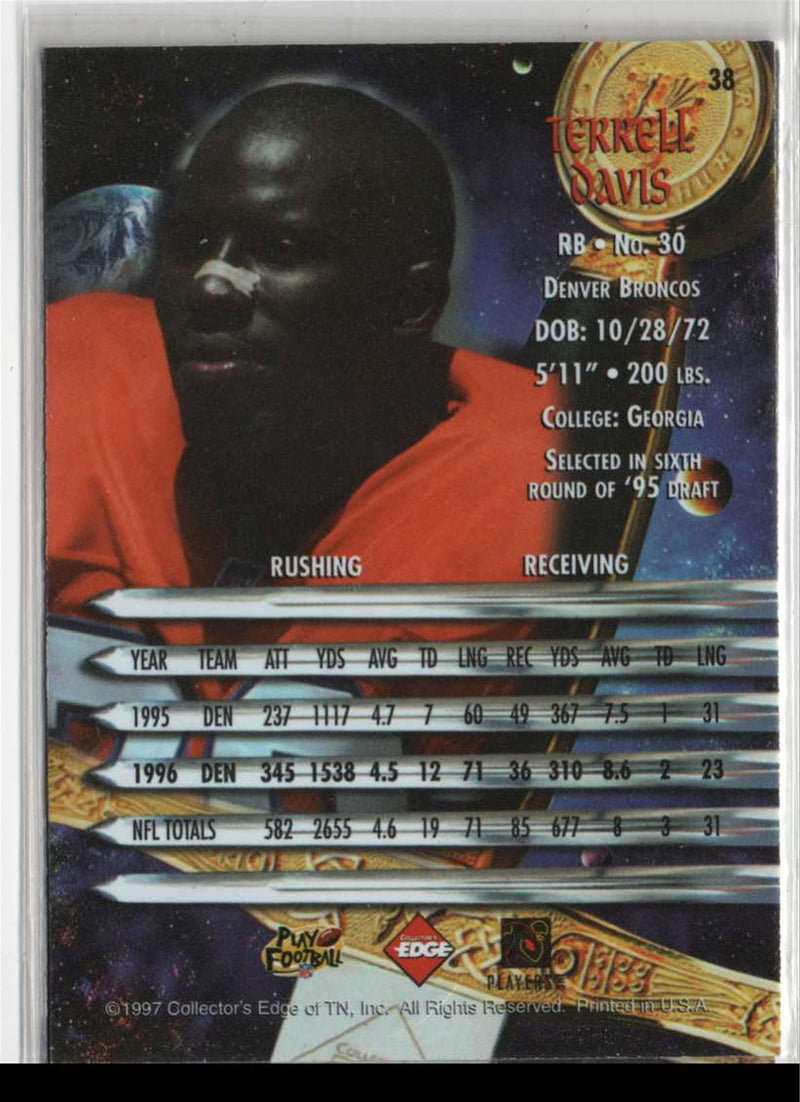 38
TERRELL
DAVIS
RB • No. 30
DENVER BRONCOS
DOB: 10/28/72
5'11" • 200 LBS.
COLLEGE: GEORGIA
SELECTED IN SIXTH
ROUND OF '95 DRAFT
RUSHING RECEIVING
YEAR TEAM ATT YDS AVG TD LNG REC YDS AVG TD LNG
1995 DEN 237 1117 4.7 7 60 49 367 7.5 1 31
1996 DEN 345 1538 4.5 12 71 36 310 8.6 2 23
NFL TOTALS 582 2655 4.6 19 71 85 677 8 3 31
PLAY
FOOTBALL
NFL
COLLECTOR'S
EDGE
PLAYERS
©1997 Collector's Edge of TN, Inc. All Rights Reserved. Printed in U.S.A.